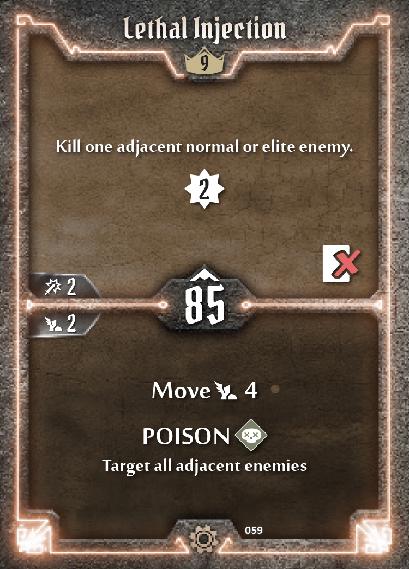 Lethal Injection
9
Kill one adjacent normal or elite enemy.
2
2
85
2
Move 4
POISON
Target all adjacent enemies
059